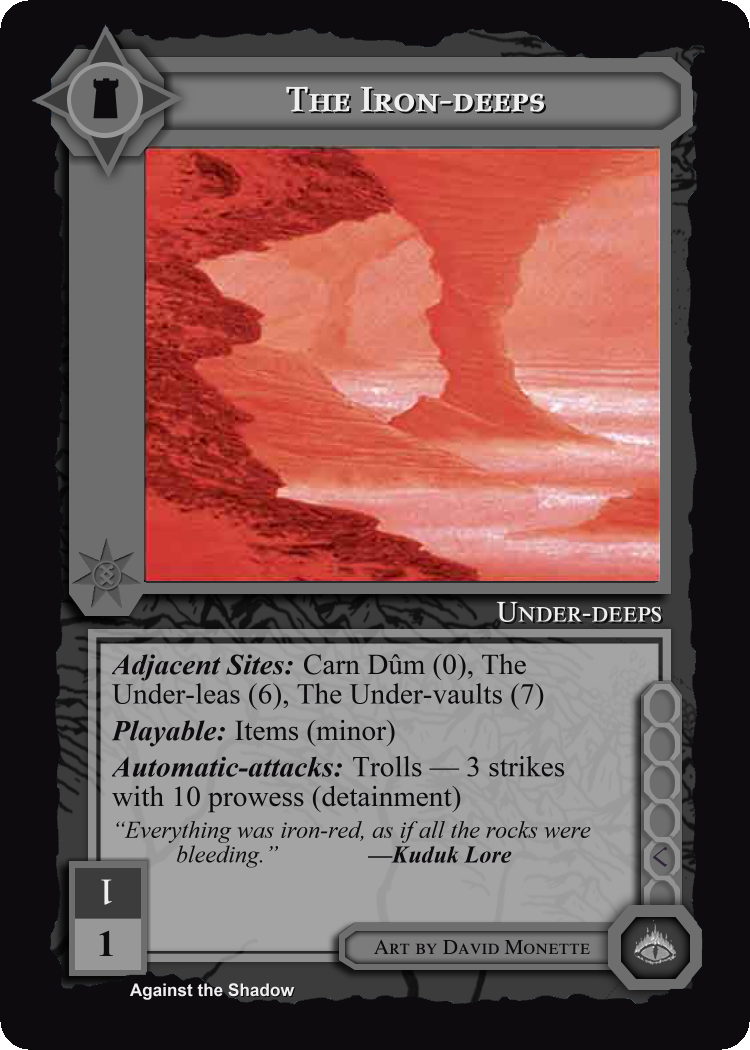 The Iron-deeps
Under-deeps
Adjacent Sites: Carn Dûm (0), The
Under-leas (6), The Under-vaults (7)
Playable: Items (minor)
Automatic-attacks: Trolls — 3 strikes
with 10 prowess (detainment)
“Everything was iron-red, as if all the rocks were
bleeding.” —Kuduk Lore
1
1
Art by David Monette
Against the Shadow